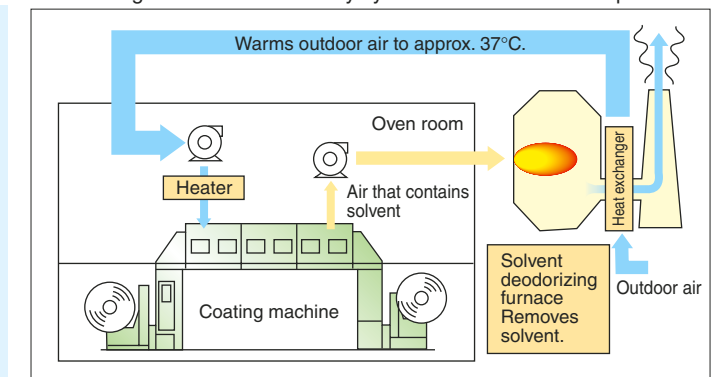 Warms outdoor air to approx. 37°C.
Oven room
Heater
Air that contains
solvent
Heat exchanger
Solvent
deodorizing
furnace
Removes
solvent.
Outdoor air
Coating machine